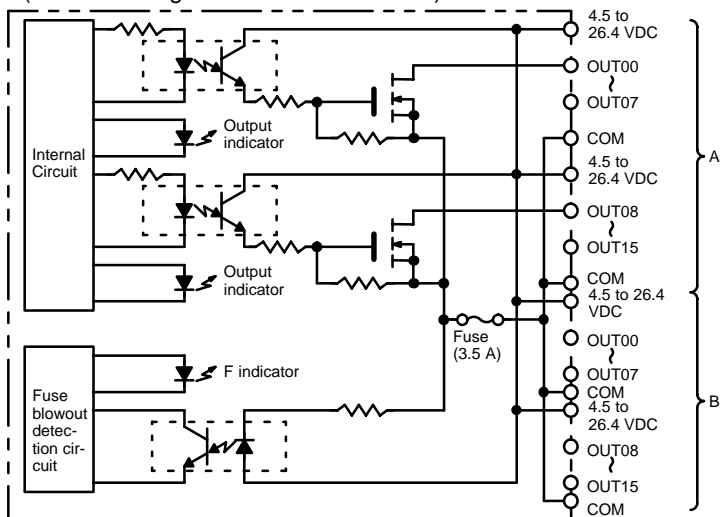 4.5 to
26.4 VDC
OUT00
~
OUT07
COM
A
Output
indicator
Internal
Circuit
4.5 to
26.4 VDC
OUT08
~
OUT15
COM
Output
indicator
4.5 to 26.4
VDC
Fuse
(3.5 A)
OUT00
~
OUT07
COM
B
F indicator
Fuse
blowout
detec-
tion cir-
cuit
4.5 to
26.4 VDC
OUT08
~
OUT15
COM